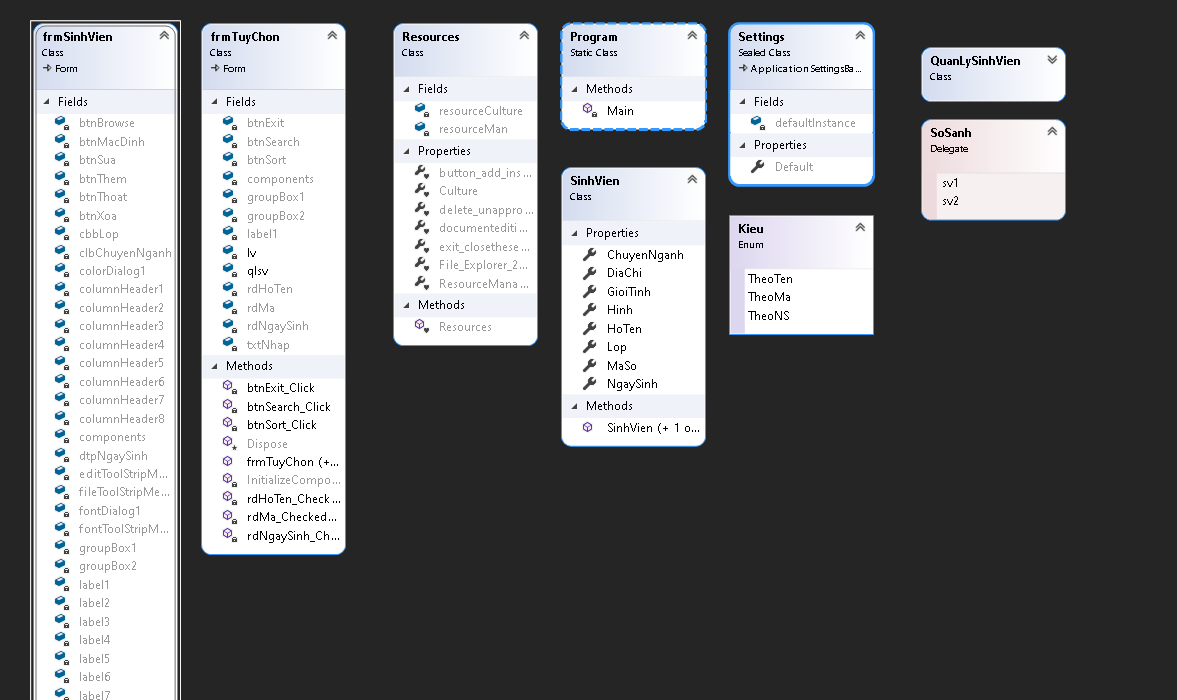 frmSinhVien
Class
Form
Fields
btnBrowse
btnMacDinh
btnSua
btnThem
btnThoat
btnXoa
cbbLop
clbChuyenNganh
colorDialog1
columnHeader1
columnHeader2
columnHeader3
columnHeader4
columnHeader5
columnHeader6
columnHeader7
columnHeader8
components
dtpNgaySinh
editToolStripM...
fileToolStripMe...
fontDialog1
fontToolStripM...
groupBox1
groupBox2
label1
label2
label3
label4
label5
label6
label7
frmTuyChon
Class
Form
Fields
btnExit
btnSearch
btnSort
components
groupBox1
groupBox2
label1
lv
qlsv
rdHoTen
rdMa
rdNgaySinh
txtNhap
Methods
btnExit_Click
btnSearch_Click
btnSort_Click
Dispose
frmTuyChon (+...
InitializeCompo...
rdHoTen_Check...
rdMa_Checked...
rdNgaySinh_Ch...
Resources
Class
Fields
resourceCulture
resourceMan
Properties
button_add_ins...
Culture
delete_unappro...
documentediti...
exit_closethese...
File_Explorer_2...
ResourceMana...
Methods
Resources
Program
Static Class
Methods
Main
SinhVien
Class
Properties
ChuyenNganh
DiaChi
GioiTinh
Hinh
HoTen
Lop
MaSo
NgaySinh
Methods
SinhVien (+ 1 o...
Settings
Sealed Class
ApplicationSettingsBa...
Fields
defaultInstance
Properties
Default
Kieu
Enum
TheoTen
TheoMa
TheoNS
QuanLySinhVien
Class
SoSanh
Delegate
sv1
sv2